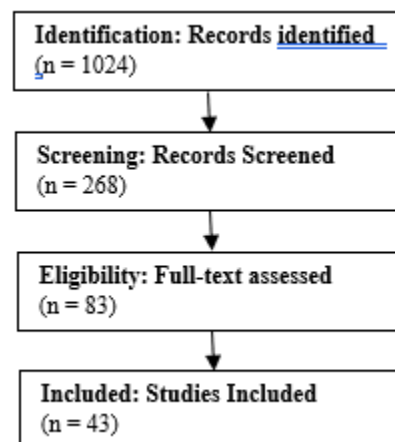 Identification: Records identified
(n = 1024)
Screening: Records Screened
(n = 268)
Eligibility: Full-text assessed
(n = 83)
Included: Studies Included
(n = 43)